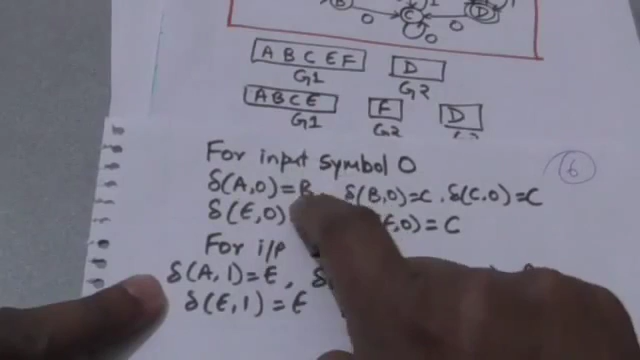 B
0
C
D
0
0
A B C E F
D
G1
G2
A B C E
F
D
G1
G2
For input symbol 0
6
δ(A,0)=B, δ(B,0)=C, δ(C,0)=C
δ(E,0) ,0)=C
For i/p
δ(A,1)=E,
δ(E,1)=E